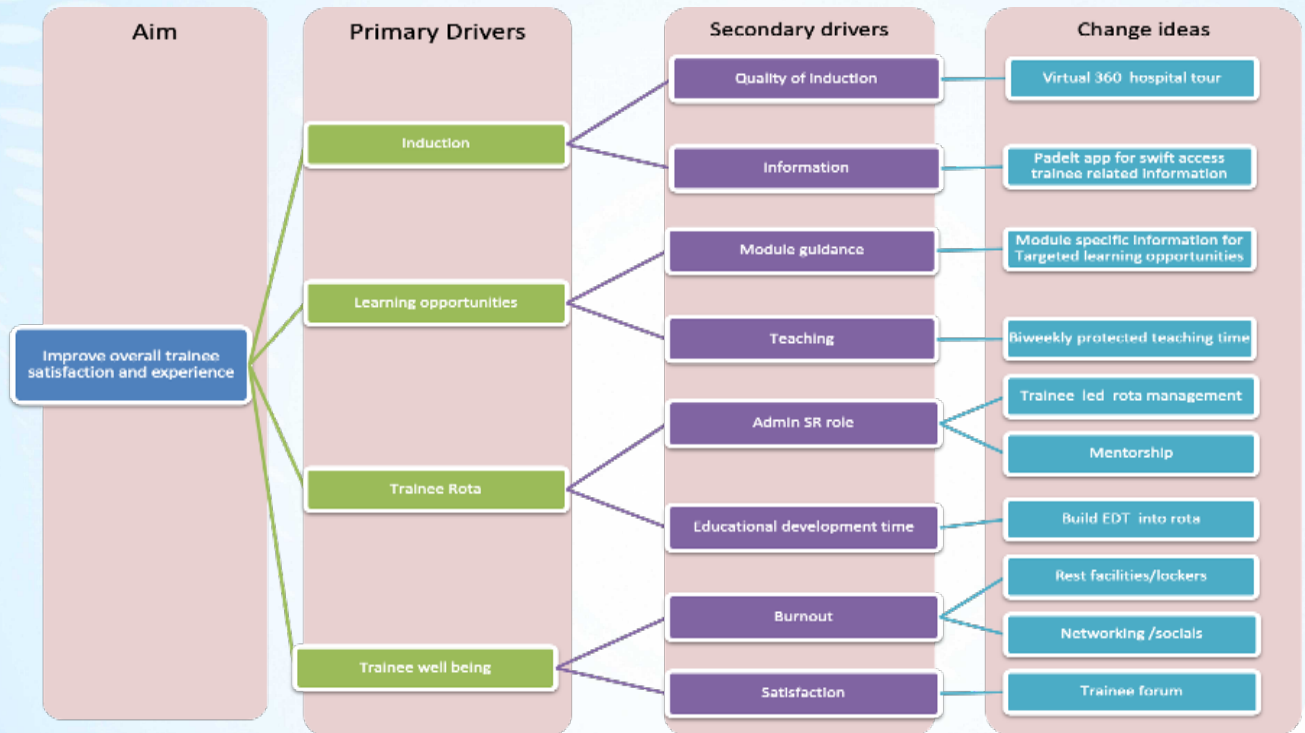 Aim
Primary Drivers
Secondary drivers
Change ideas
Improve overall trainee
satisfaction and experience
Induction
Learning opportunities
Trainee Rota
Trainee well being
Quality of induction
Information
Module guidance
Teaching
Admin SR role
Educational development time
Burnout
Satisfaction
Virtual 360 hospital tour
Padelt app for swift access
trainee related information
Module specific information for
Targeted learning opportunities
Biweekly protected teaching time
Trainee led rota management
Mentorship
Build EDT into rota
Rest facilities/lockers
Networking /socials
Trainee forum